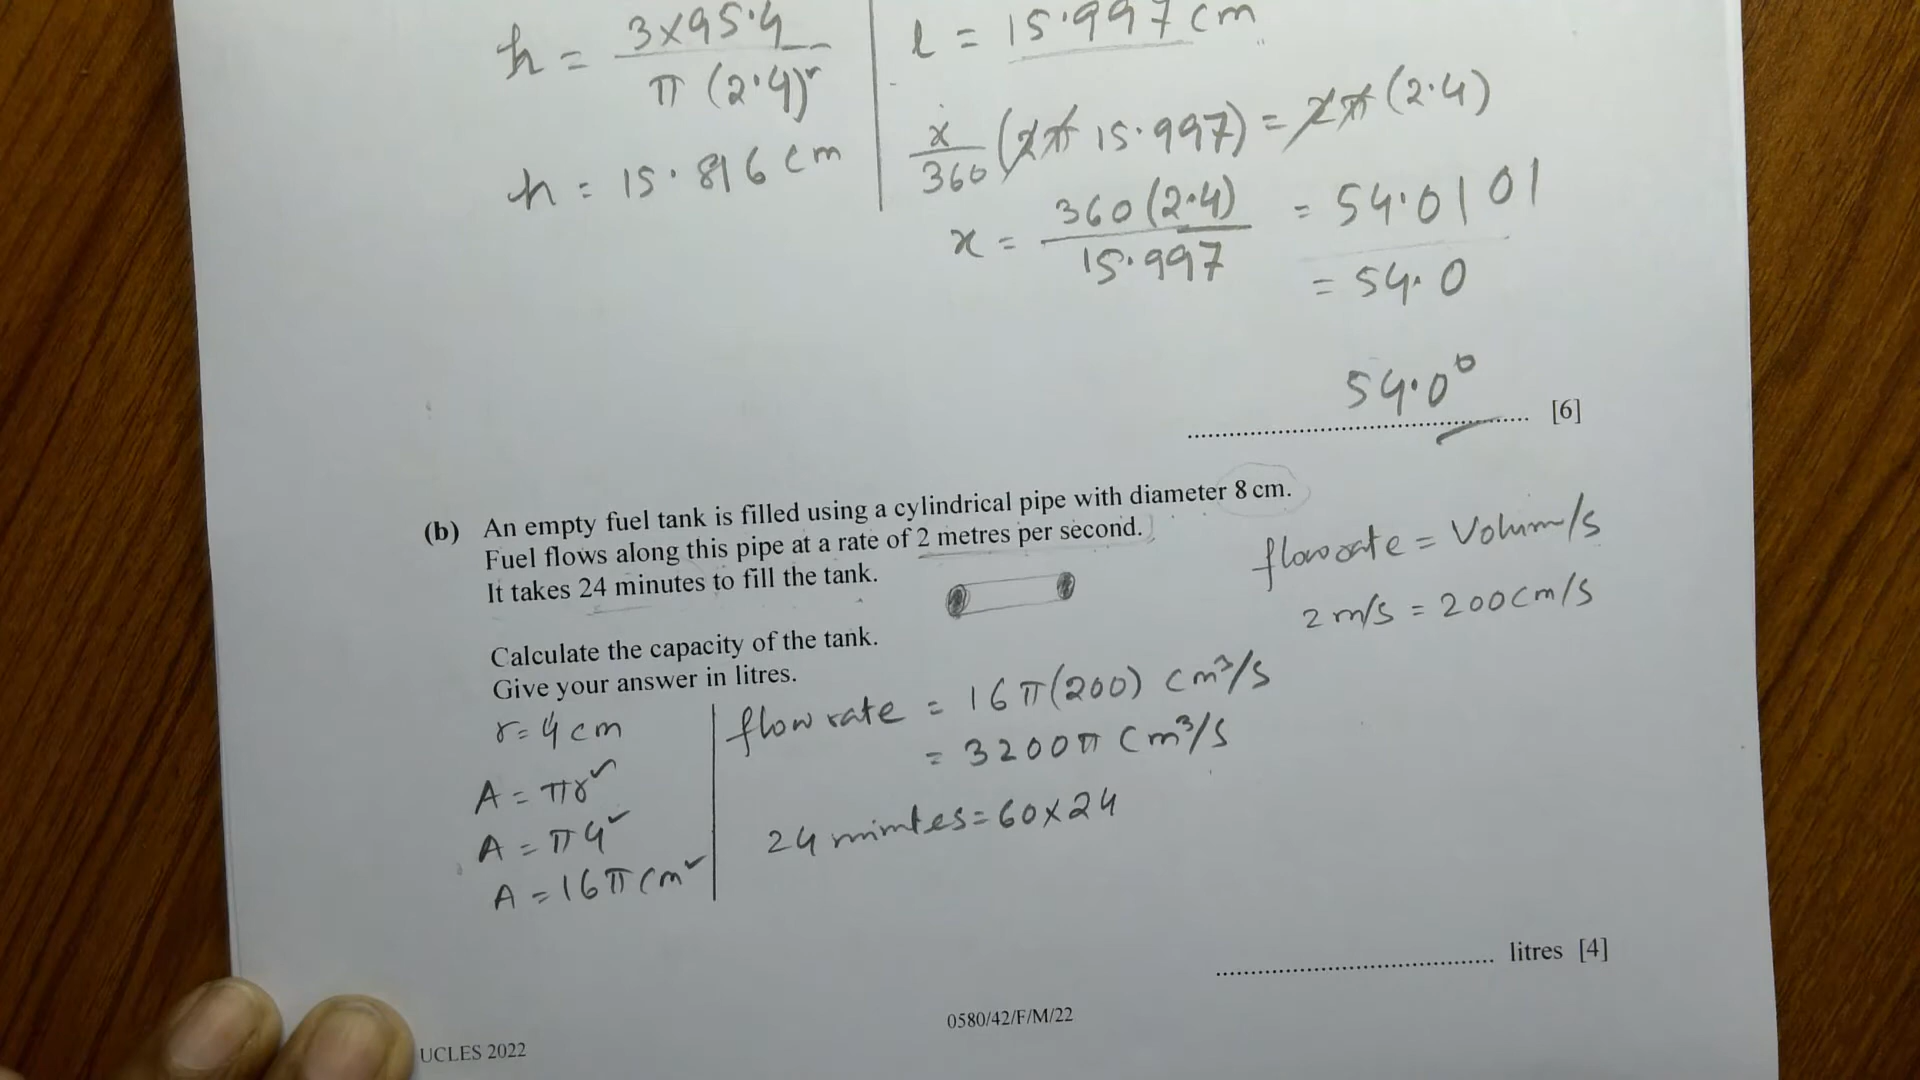 h = 3×95.4 / π (2.4)²
h = 15.816 cm
l = 15.997 cm
x/360 (2π 15.997) = 2π (2.4)
x = 360 (2.4) / 15.997 = 54.0101
= 54.0
54.0° [6]
(b) An empty fuel tank is filled using a cylindrical pipe with diameter 8 cm.
Fuel flows along this pipe at a rate of 2 metres per second.
It takes 24 minutes to fill the tank.
flow rate = Volum/s
2 m/s = 200 cm/s
Calculate the capacity of the tank.
Give your answer in litres.
r = 4 cm
A = πr²
A = π4²
A = 16π cm²
flow rate = 16π(200) cm³/s
= 3200π cm³/s
24 mintes = 60×24
litres [4]
0580/42/F/M/22
UCLES 2022